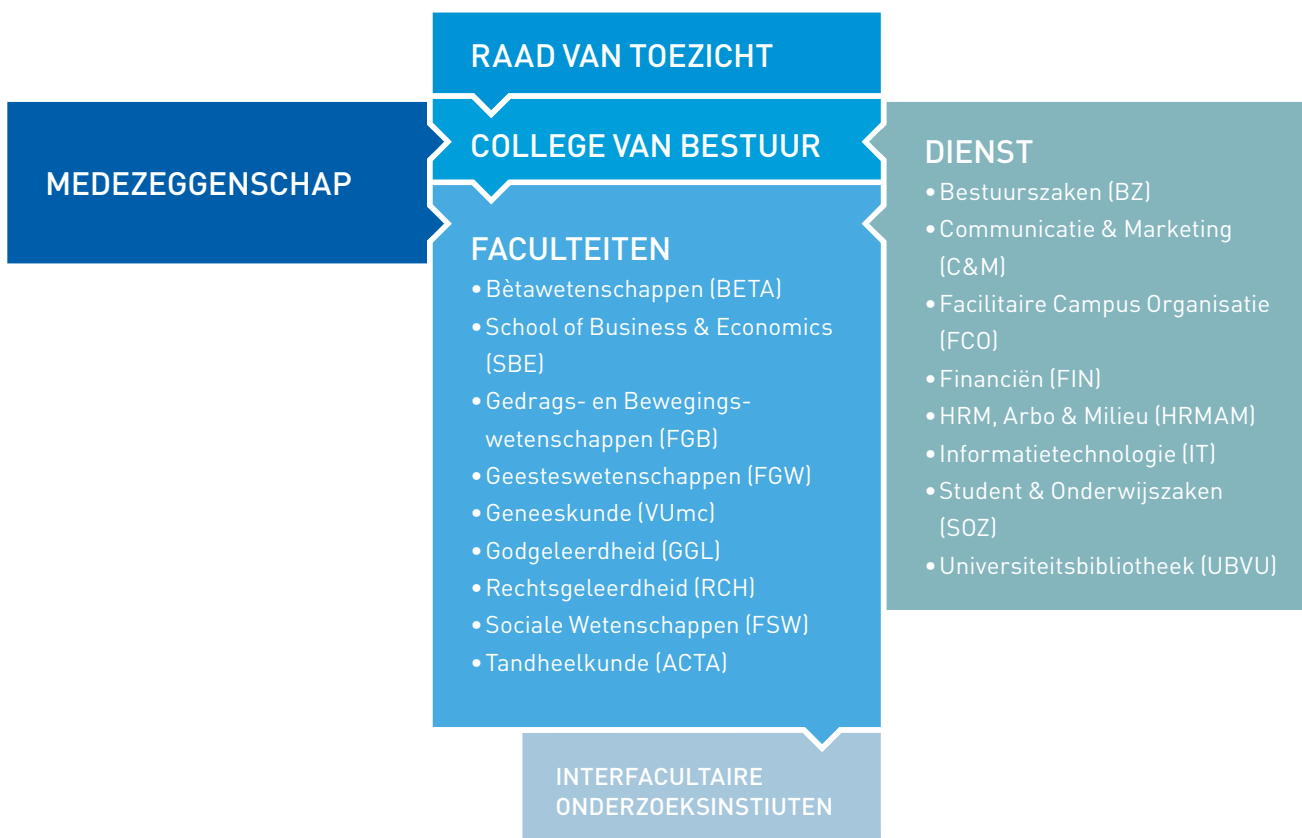 RAAD VAN TOEZICHT
COLLEGE VAN BESTUUR
MEDEZEGGENSCHAP
FACULTEITEN
• Bètawetenschappen (BETA)
• School of Business & Economics
(SBE)
• Gedrags- en Bewegings-
wetenschappen (FGB)
• Geesteswetenschappen (FGW)
• Geneeskunde (VUmc)
• Godgeleerdheid (GGL)
• Rechtsgeleerdheid (RCH)
• Sociale Wetenschappen (FSW)
• Tandheelkunde (ACTA)
DIENST
• Bestuurszaken (BZ)
• Communicatie & Marketing
(C&M)
• Facilitaire Campus Organisatie
(FCO)
• Financiën (FIN)
• HRM, Arbo & Milieu (HRMAM)
• Informatietechnologie (IT)
• Student & Onderwijszaken
(SOZ)
• Universiteitsbibliotheek (UBVU)
INTERFACULTAIRE
ONDERZOEKSINSTIUTEN